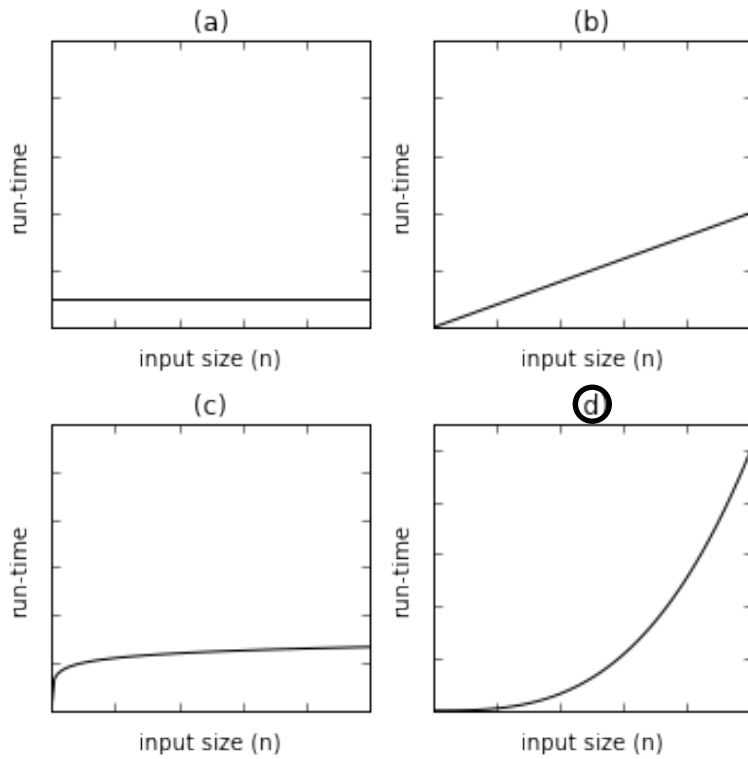 (a)
run-time
input size (n)
(b)
run-time
input size (n)
(c)
run-time
input size (n)
(d)
run-time
input size (n)